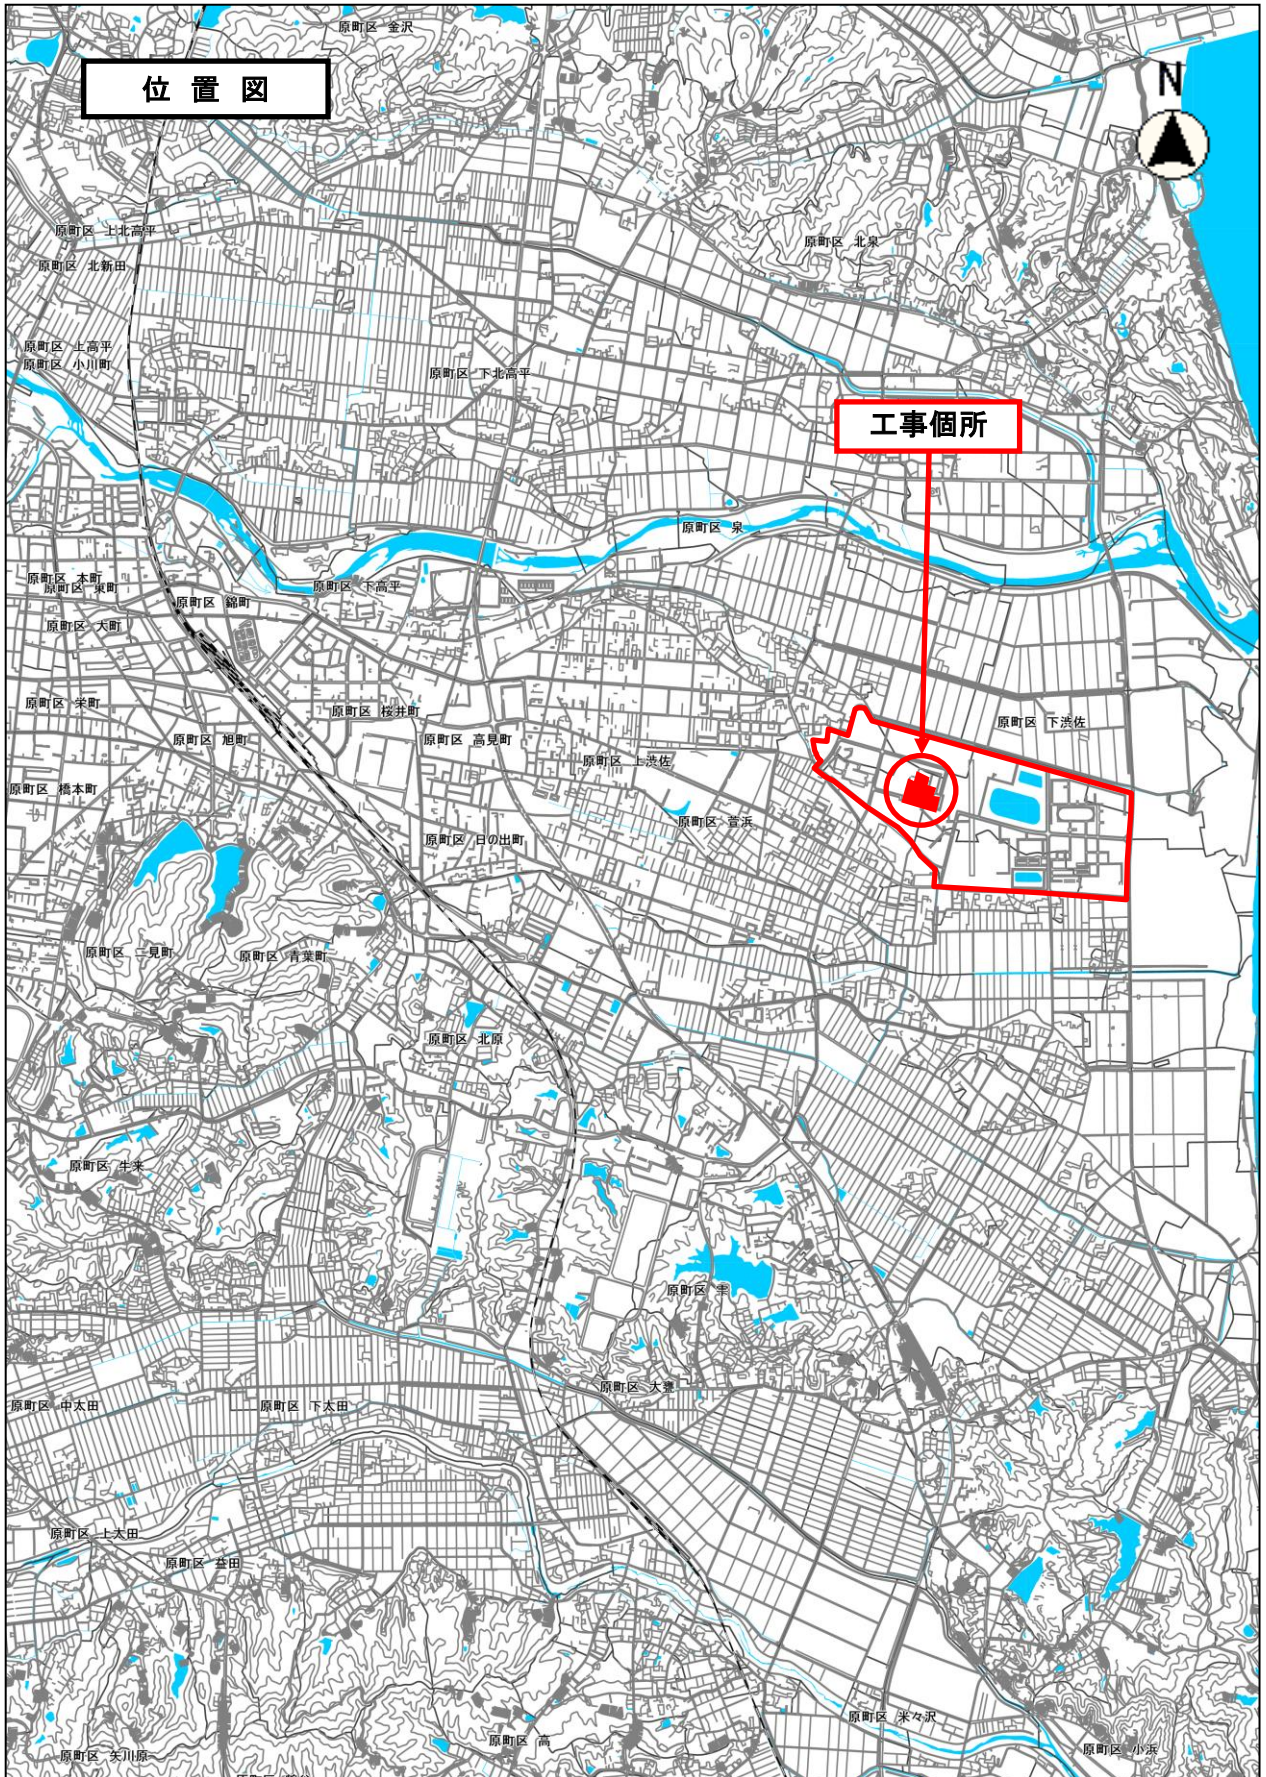 原町区 金沢
位 置 図
N
原町区 上北高平
原町区 北泉
原町区 北新田
原町区 上高平
原町区 小川町
原町区 下北高平
工事個所
原町区 泉
原町区 本町
原町区 東町
原町区 下高平
原町区 錦町
原町区 大町
原町区 栄町
原町区 桜井町
原町区 下渋佐
原町区 旭町
原町区 高見町
原町区 上渋佐
原町区 橋本町
原町区 萱浜
原町区 日の出町
原町区 二見町
原町区 青葉町
原町区 北原
原町区 牛来
原町区 雫
原町区 大甕
原町区 中太田
原町区 下太田
原町区 上太田
原町区 益田
原町区 米々沢
原町区 高
原町区 小浜
原町区 矢川原